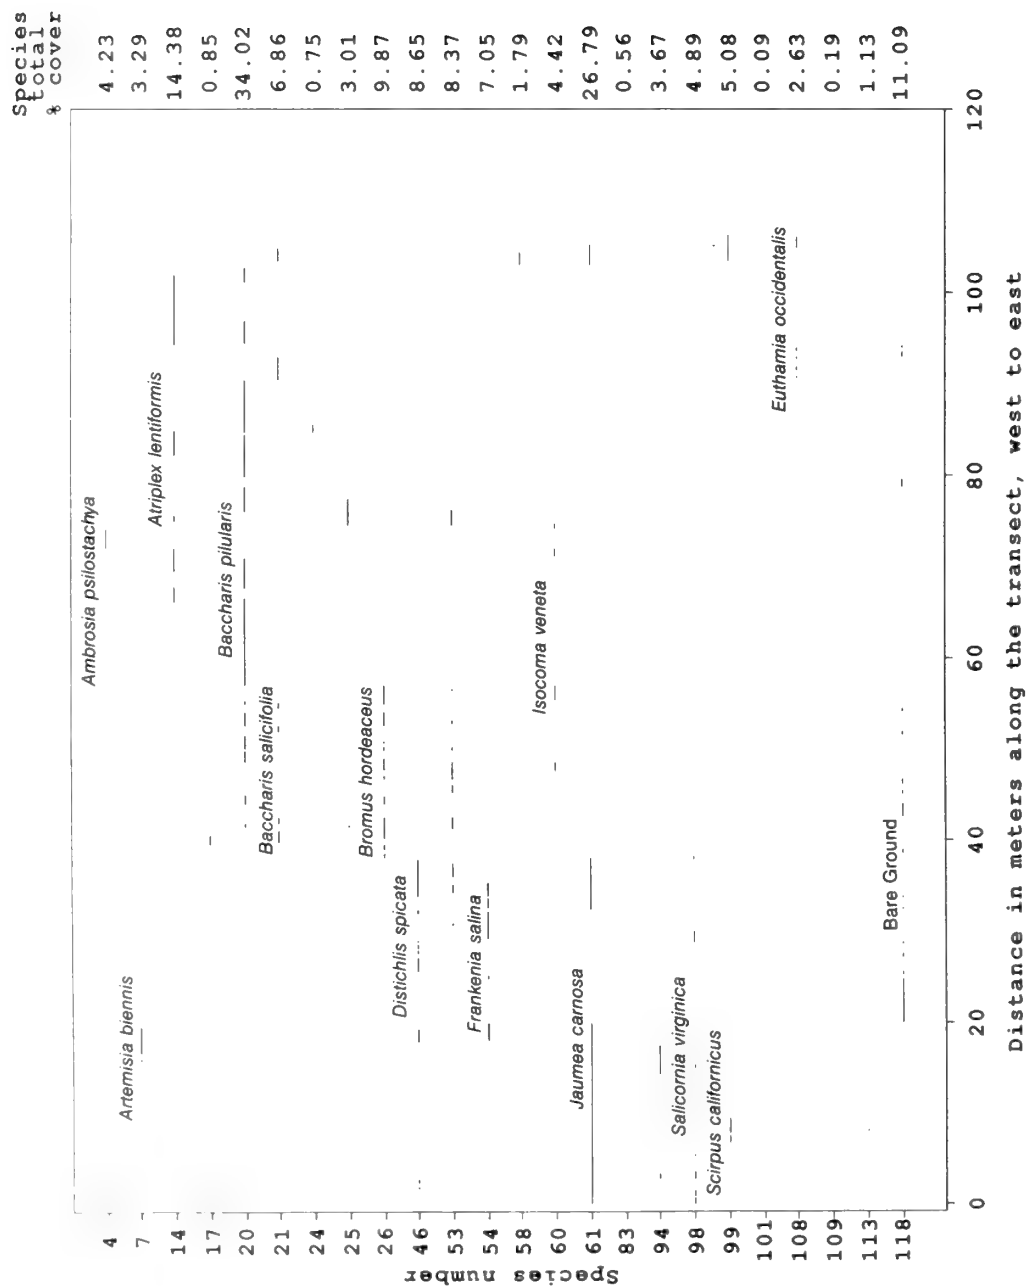 Species
total
% cover
4.23
3.29
14.38
0.85
34.02
6.86
0.75
3.01
9.87
8.65
8.37
7.05
1.79
4.42
26.79
0.56
3.67
4.89
5.08
0.09
2.63
0.19
1.13
11.09
Ambrosia psilostachya
Artemisia biennis
Atriplex lentiformis
Baccharis pilularis
Baccharis salicifolia
Bromus hordeaceus
Distichlis spicata
Frankenia salina
Isocoma veneta
Jaumea carnosa
Salicornia virginica
Scirpus californicus
Euthamia occidentalis
Bare Ground
4
7
14
17
20
21
24
25
26
46
53
54
58
60
61
83
94
98
99
101
108
109
113
118
Species number
0
20
40
60
80
100
120
Distance in meters along the transect, west to east